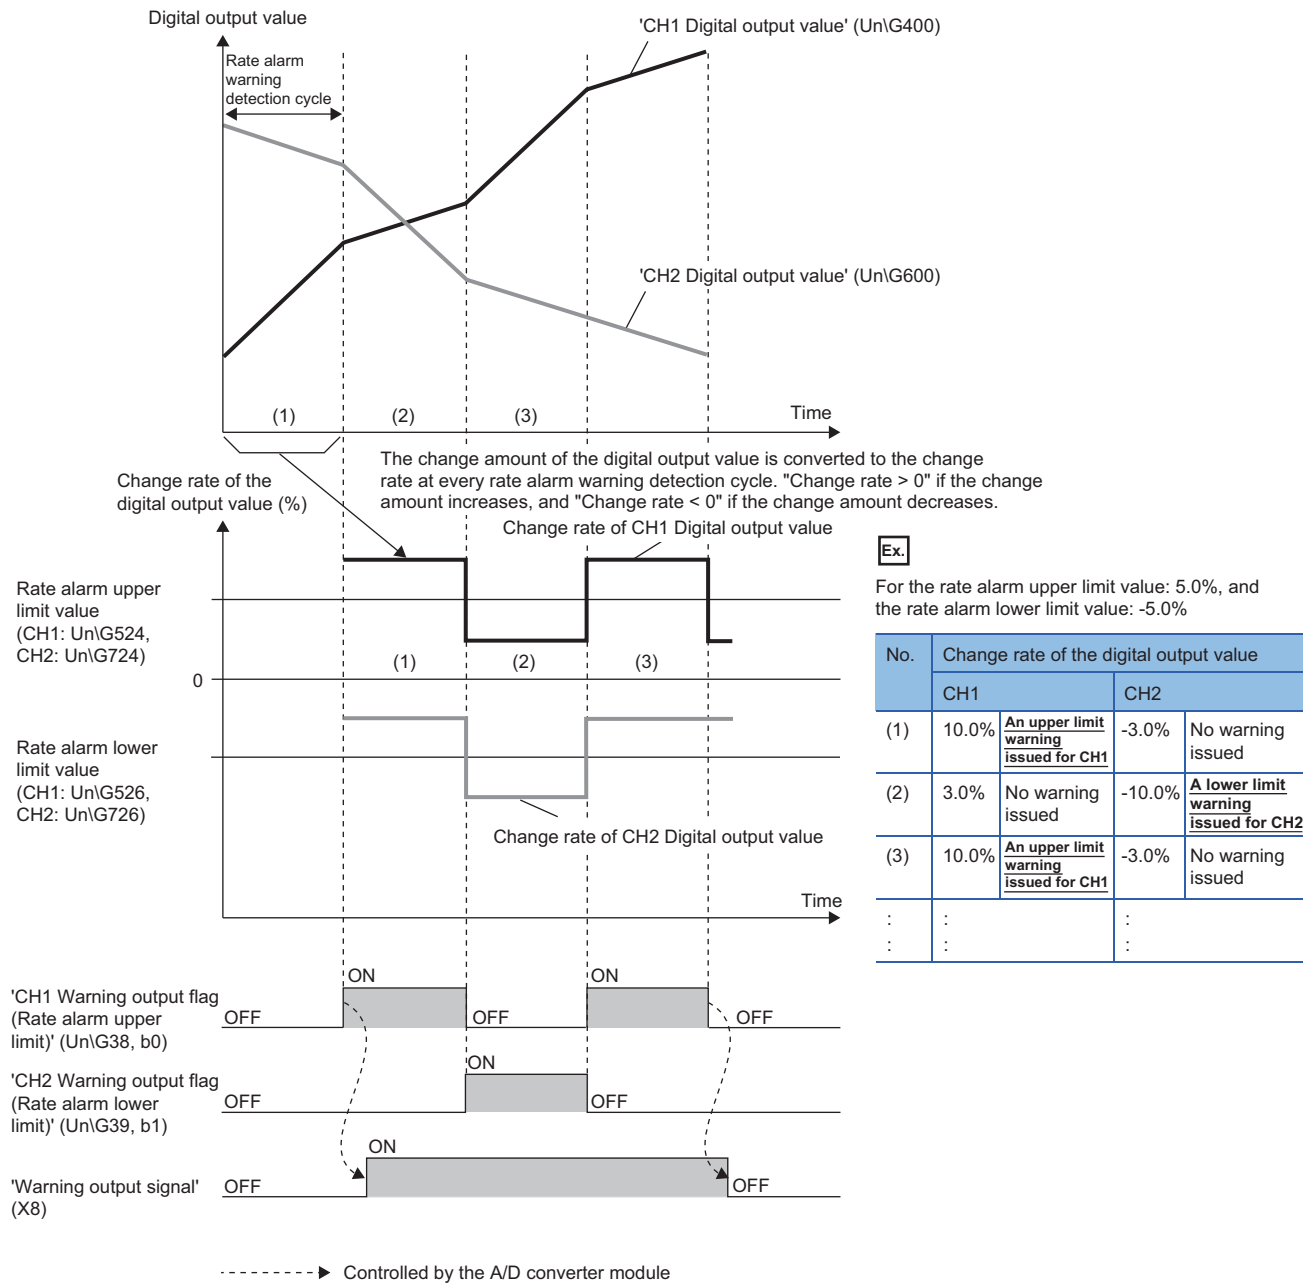 Digital output value
'CH1 Digital output value' (Un\G400)
Rate alarm
warning
detection cycle
'CH2 Digital output value' (Un\G600)
(1)
(2)
(3)
Time
The change amount of the digital output value is converted to the change
rate at every rate alarm warning detection cycle. "Change rate > 0" if the change
amount increases, and "Change rate < 0" if the change amount decreases.
Change rate of the
digital output value (%)
Change rate of CH1 Digital output value
Rate alarm upper
limit value
(CH1: Un\G524,
CH2: Un\G724)
(1)
(2)
(3)
0
Rate alarm lower
limit value
(CH1: Un\G526,
CH2: Un\G726)
Change rate of CH2 Digital output value
Time
Ex.
For the rate alarm upper limit value: 5.0%, and
the rate alarm lower limit value: -5.0%
No.
Change rate of the digital output value
CH1
CH2
(1)
10.0%
An upper limit
warning
issued for CH1
-3.0%
No warning
issued
(2)
3.0%
No warning
issued
-10.0%
A lower limit
warning
issued for CH2
(3)
10.0%
An upper limit
warning
issued for CH1
-3.0%
No warning
issued
: : :
: : :
'CH1 Warning output flag
(Rate alarm upper
limit)' (Un\G38, b0)
OFF
ON
OFF
ON
OFF
'CH2 Warning output flag
(Rate alarm lower
limit)' (Un\G39, b1)
OFF
ON
OFF
'Warning output signal'
(X8)
OFF
ON
OFF
Controlled by the A/D converter module